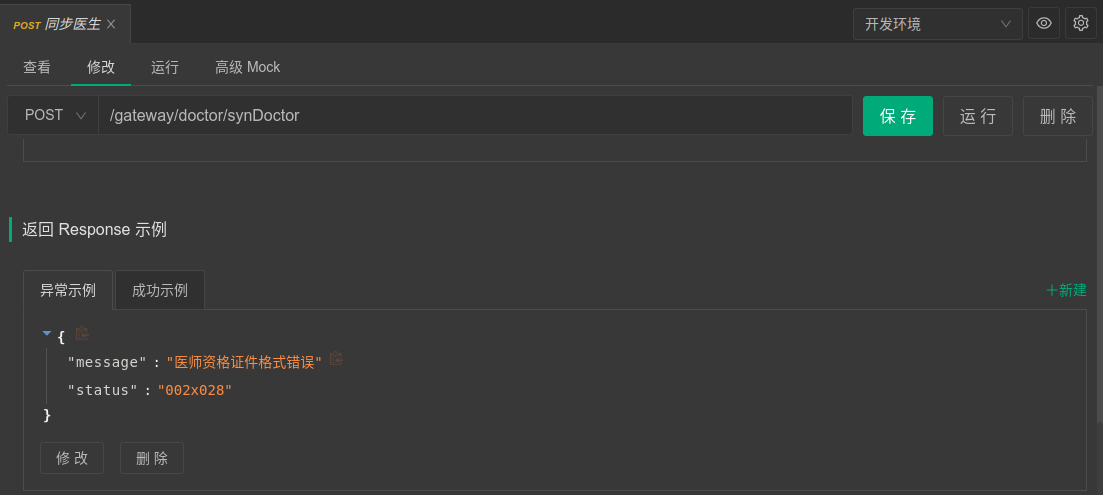 POST 同步医生
开发环境
查看 修改 运行 高级 Mock
POST /gateway/doctor/synDoctor 保 存 运 行 删 除
返回 Response 示例
异常示例 成功示例 +新建
{
"message" : "医师资格证件格式错误"
"status" : "002x028"
}
修 改 删 除